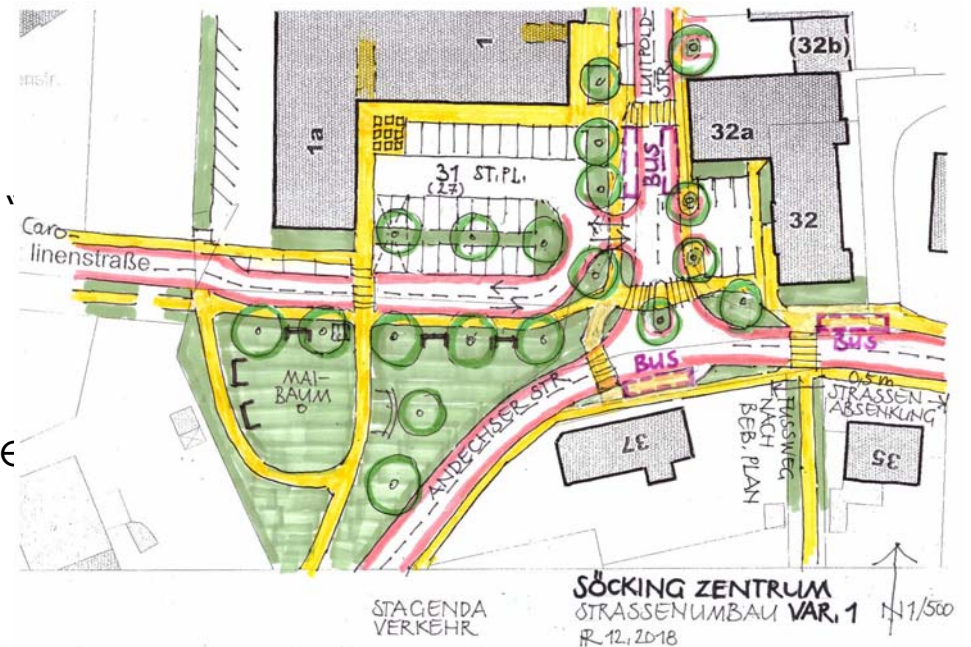 1
LUITPOLD-
STR.
(32b)
1a
32a
31 ST.PL.
(27)
BUS
32
Caro
linenstraße
MAI-
BAUM
ANDECHSER STR.
BUS
BUS
0,5 m
STRASSEN-
ABSENKUNG
FUSSWEG
NACH
BEB. PLAN
37
35
STAGENDA
VERKEHR
SÖCKING ZENTRUM
STRASSENUMBAU VAR. 1
N 1/500
12,2018